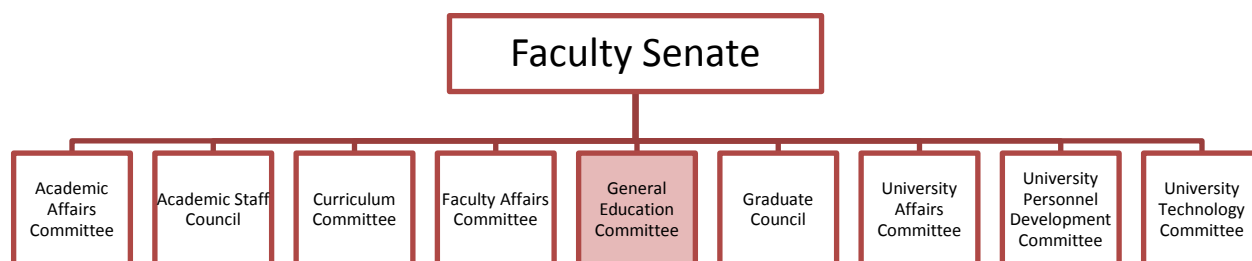 Faculty Senate
Academic
Affairs
Committee
Academic Staff
Council
Curriculum
Committee
Faculty Affairs
Committee
General
Education
Committee
Graduate
Council
University
Affairs
Committee
University
Personnel
Development
Committee
University
Technology
Committee